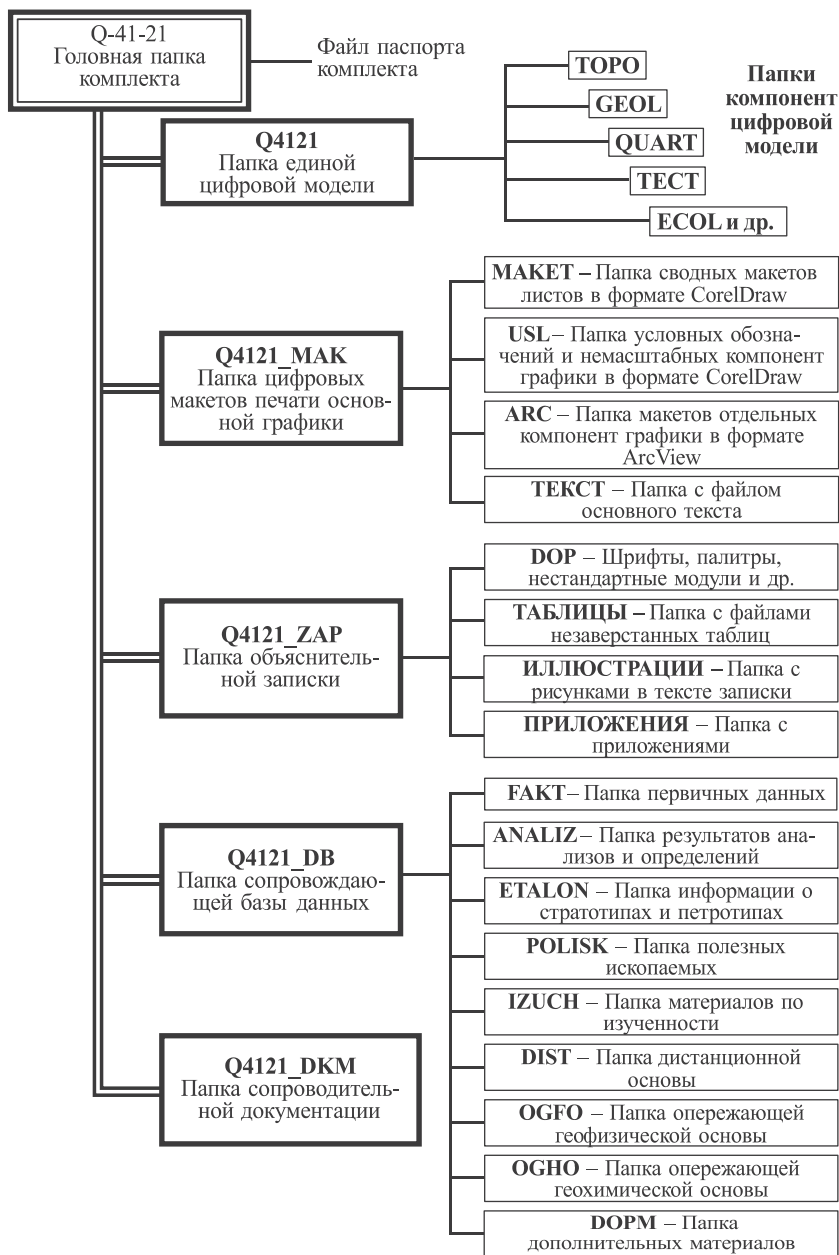 Q-41-21
Головная папка
комплекта
Файл паспорта
комплекта
Папки
компонент
цифровой
модели
TOPO
GEOL
QUART
TECT
ECOL и др.
Q4121
Папка единой
цифровой модели
Q4121_MAK
Папка цифровых
макетов печати основ-
ной графики
MAKET – Папка сводных макетов
листов в формате CorelDraw
USL – Папка условных обозна-
чений и немасштабных компонент
графики в формате CorelDraw
ARC – Папка макетов отдельных
компонент графики в формате
ArcView
ТЕКСТ – Папка с файлом
основного текста
Q4121_ZAP
Папка объяснитель-
ной записки
DOP – Шрифты, палитры,
нестандартные модули и др.
ТАБЛИЦЫ – Папка с файлами
незаверстанных таблиц
ИЛЛЮСТРАЦИИ – Папка с
рисунками в тексте записки
ПРИЛОЖЕНИЯ – Папка с
приложениями
Q4121_DB
Папка сопровождаю-
щей базы данных
FAKT – Папка первичных данных
ANALIZ – Папка результатов ана-
лизов и определений
ETALON – Папка информации о
стратотипах и петротипах
POLISK – Папка полезных
ископаемых
IZUCH – Папка материалов по
изученности
DIST – Папка дистанционной
основы
OGFO – Папка опережающей
геофизической основы
OGHO – Папка опережающей
геохимической основы
DOPM – Папка
дополнительных материалов
Q4121_DKM
Папка сопроводитель-
ной документации